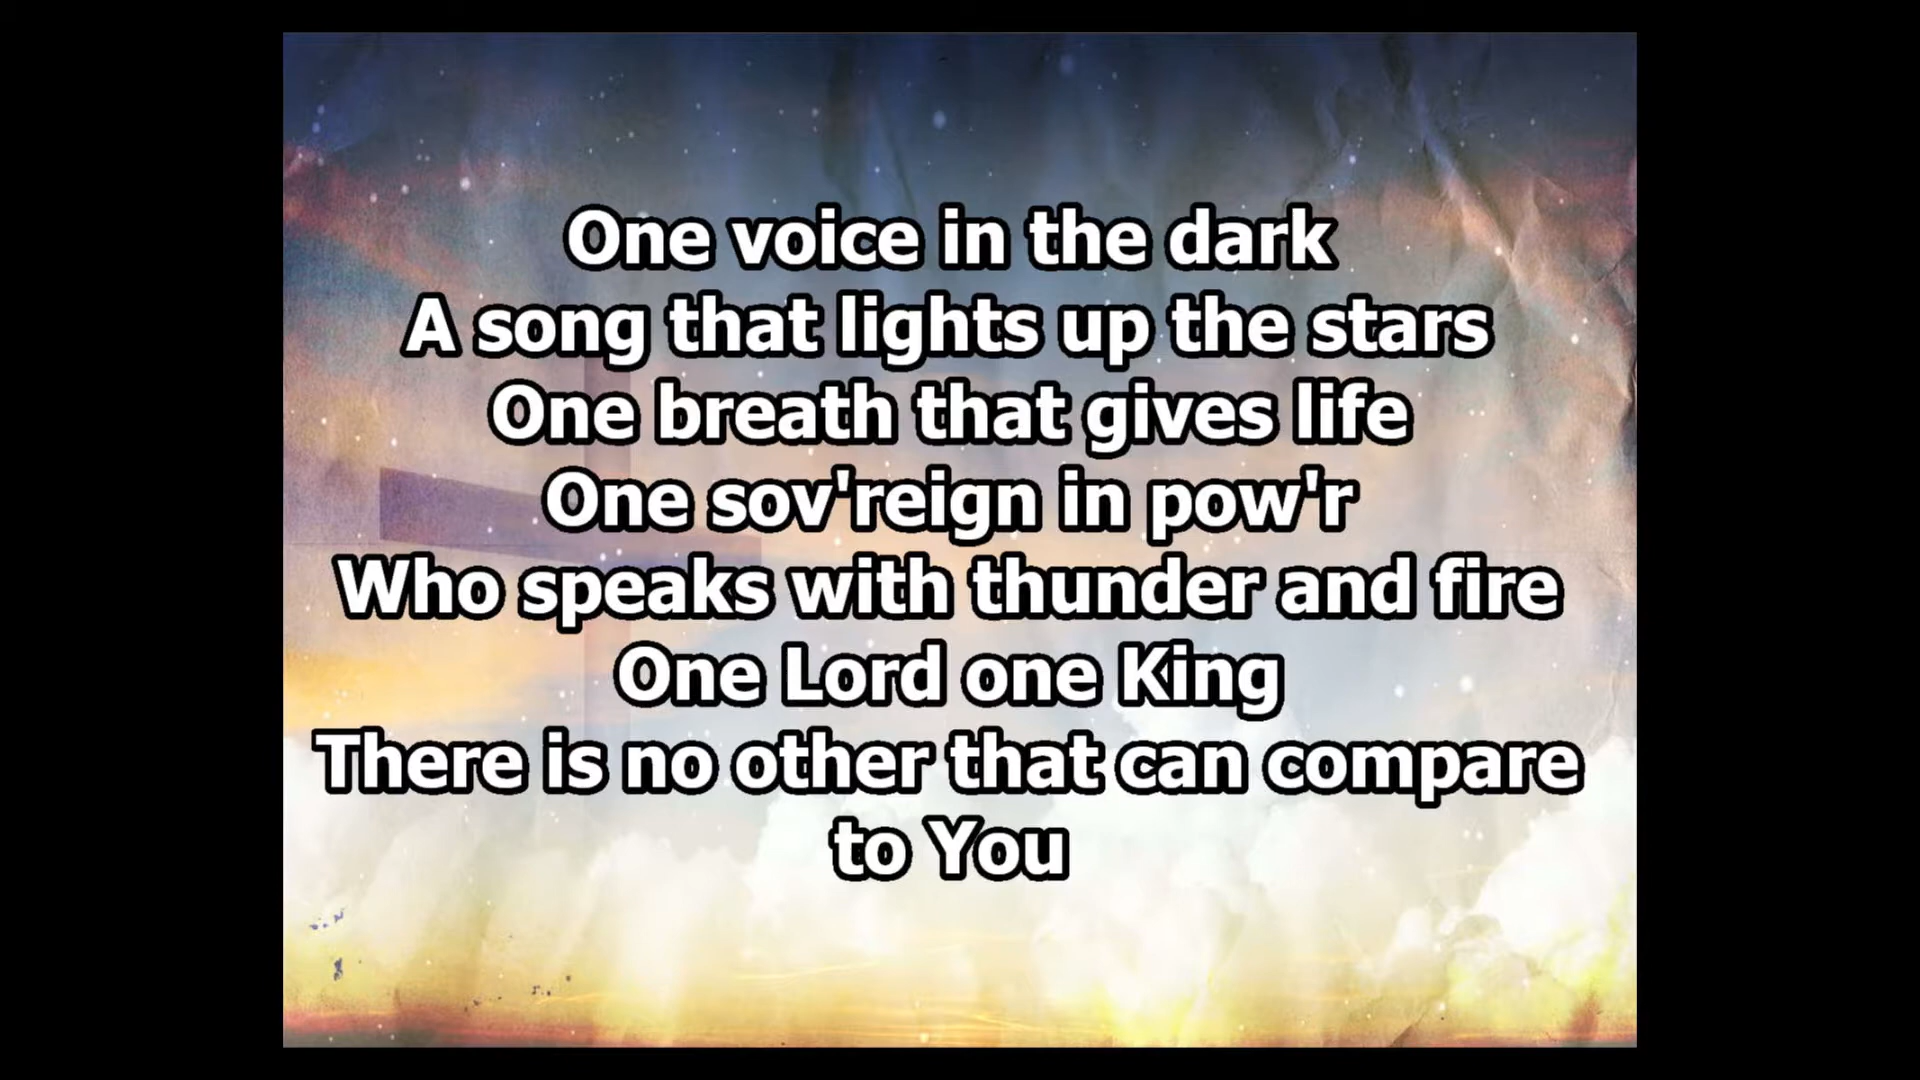 One voice in the dark
A song that lights up the stars
One breath that gives life
One sov'reign in pow'r
Who speaks with thunder and fire
One Lord one King
There is no other that can compare
to You